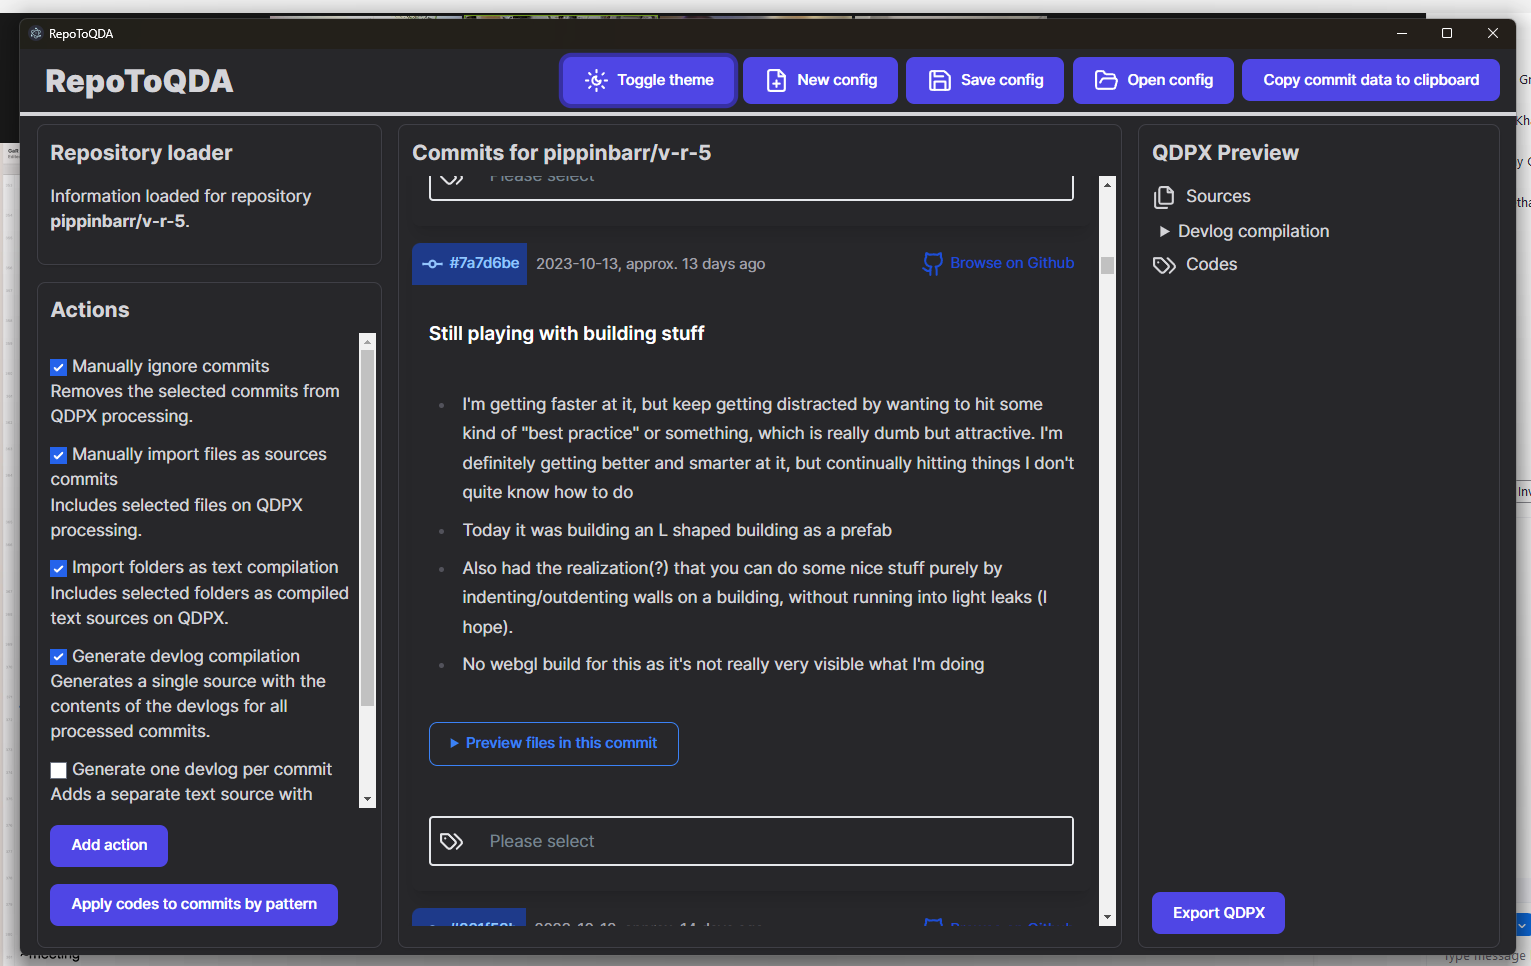 RepoToQDA
RepoToQDA
Toggle theme
New config
Save config
Open config
Copy commit data to clipboard
Repository loader
Information loaded for repository
pippinbarr/v-r-5.
Actions
Manually ignore commits
Removes the selected commits from
QDPX processing.
Manually import files as sources
commits
Includes selected files on QDPX
processing.
Import folders as text compilation
Includes selected folders as compiled
text sources on QDPX.
Generate devlog compilation
Generates a single source with the
contents of the devlogs for all
processed commits.
Generate one devlog per commit
Adds a separate text source with
Add action
Apply codes to commits by pattern
Commits for pippinbarr/v-r-5
Please select
#7a7d6be
2023-10-13, approx. 13 days ago
Browse on Github
Still playing with building stuff
I'm getting faster at it, but keep getting distracted by wanting to hit some
kind of "best practice" or something, which is really dumb but attractive. I'm
definitely getting better and smarter at it, but continually hitting things I don't
quite know how to do
Today it was building an L shaped building as a prefab
Also had the realization(?) that you can do some nice stuff purely by
indenting/outdenting walls on a building, without running into light leaks (I
hope).
No webgl build for this as it's not really very visible what I'm doing
Preview files in this commit
Please select
QDPX Preview
Sources
Devlog compilation
Codes
Export QDPX
Type message